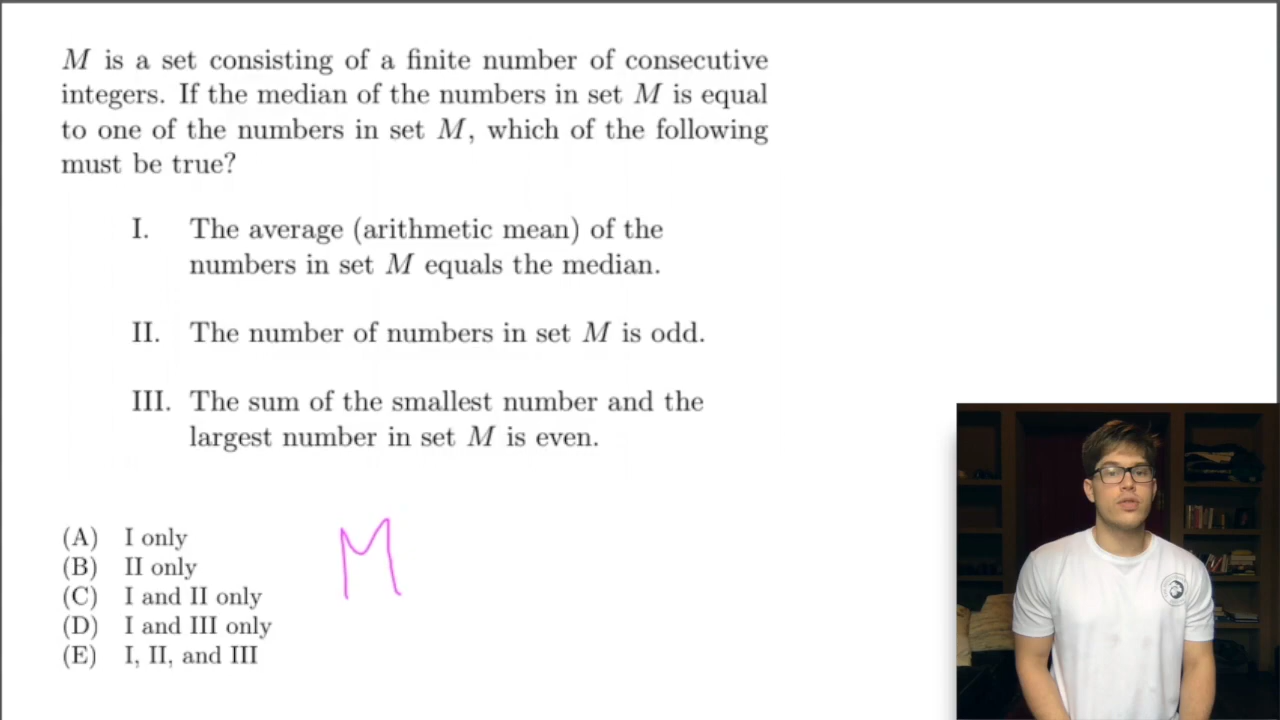 M is a set consisting of a finite number of consecutive
integers. If the median of the numbers in set M is equal
to one of the numbers in set M, which of the following
must be true?
I. The average (arithmetic mean) of the
numbers in set M equals the median.
II. The number of numbers in set M is odd.
III. The sum of the smallest number and the
largest number in set M is even.
(A) I only
(B) II only
(C) I and II only
(D) I and III only
(E) I, II, and III
M